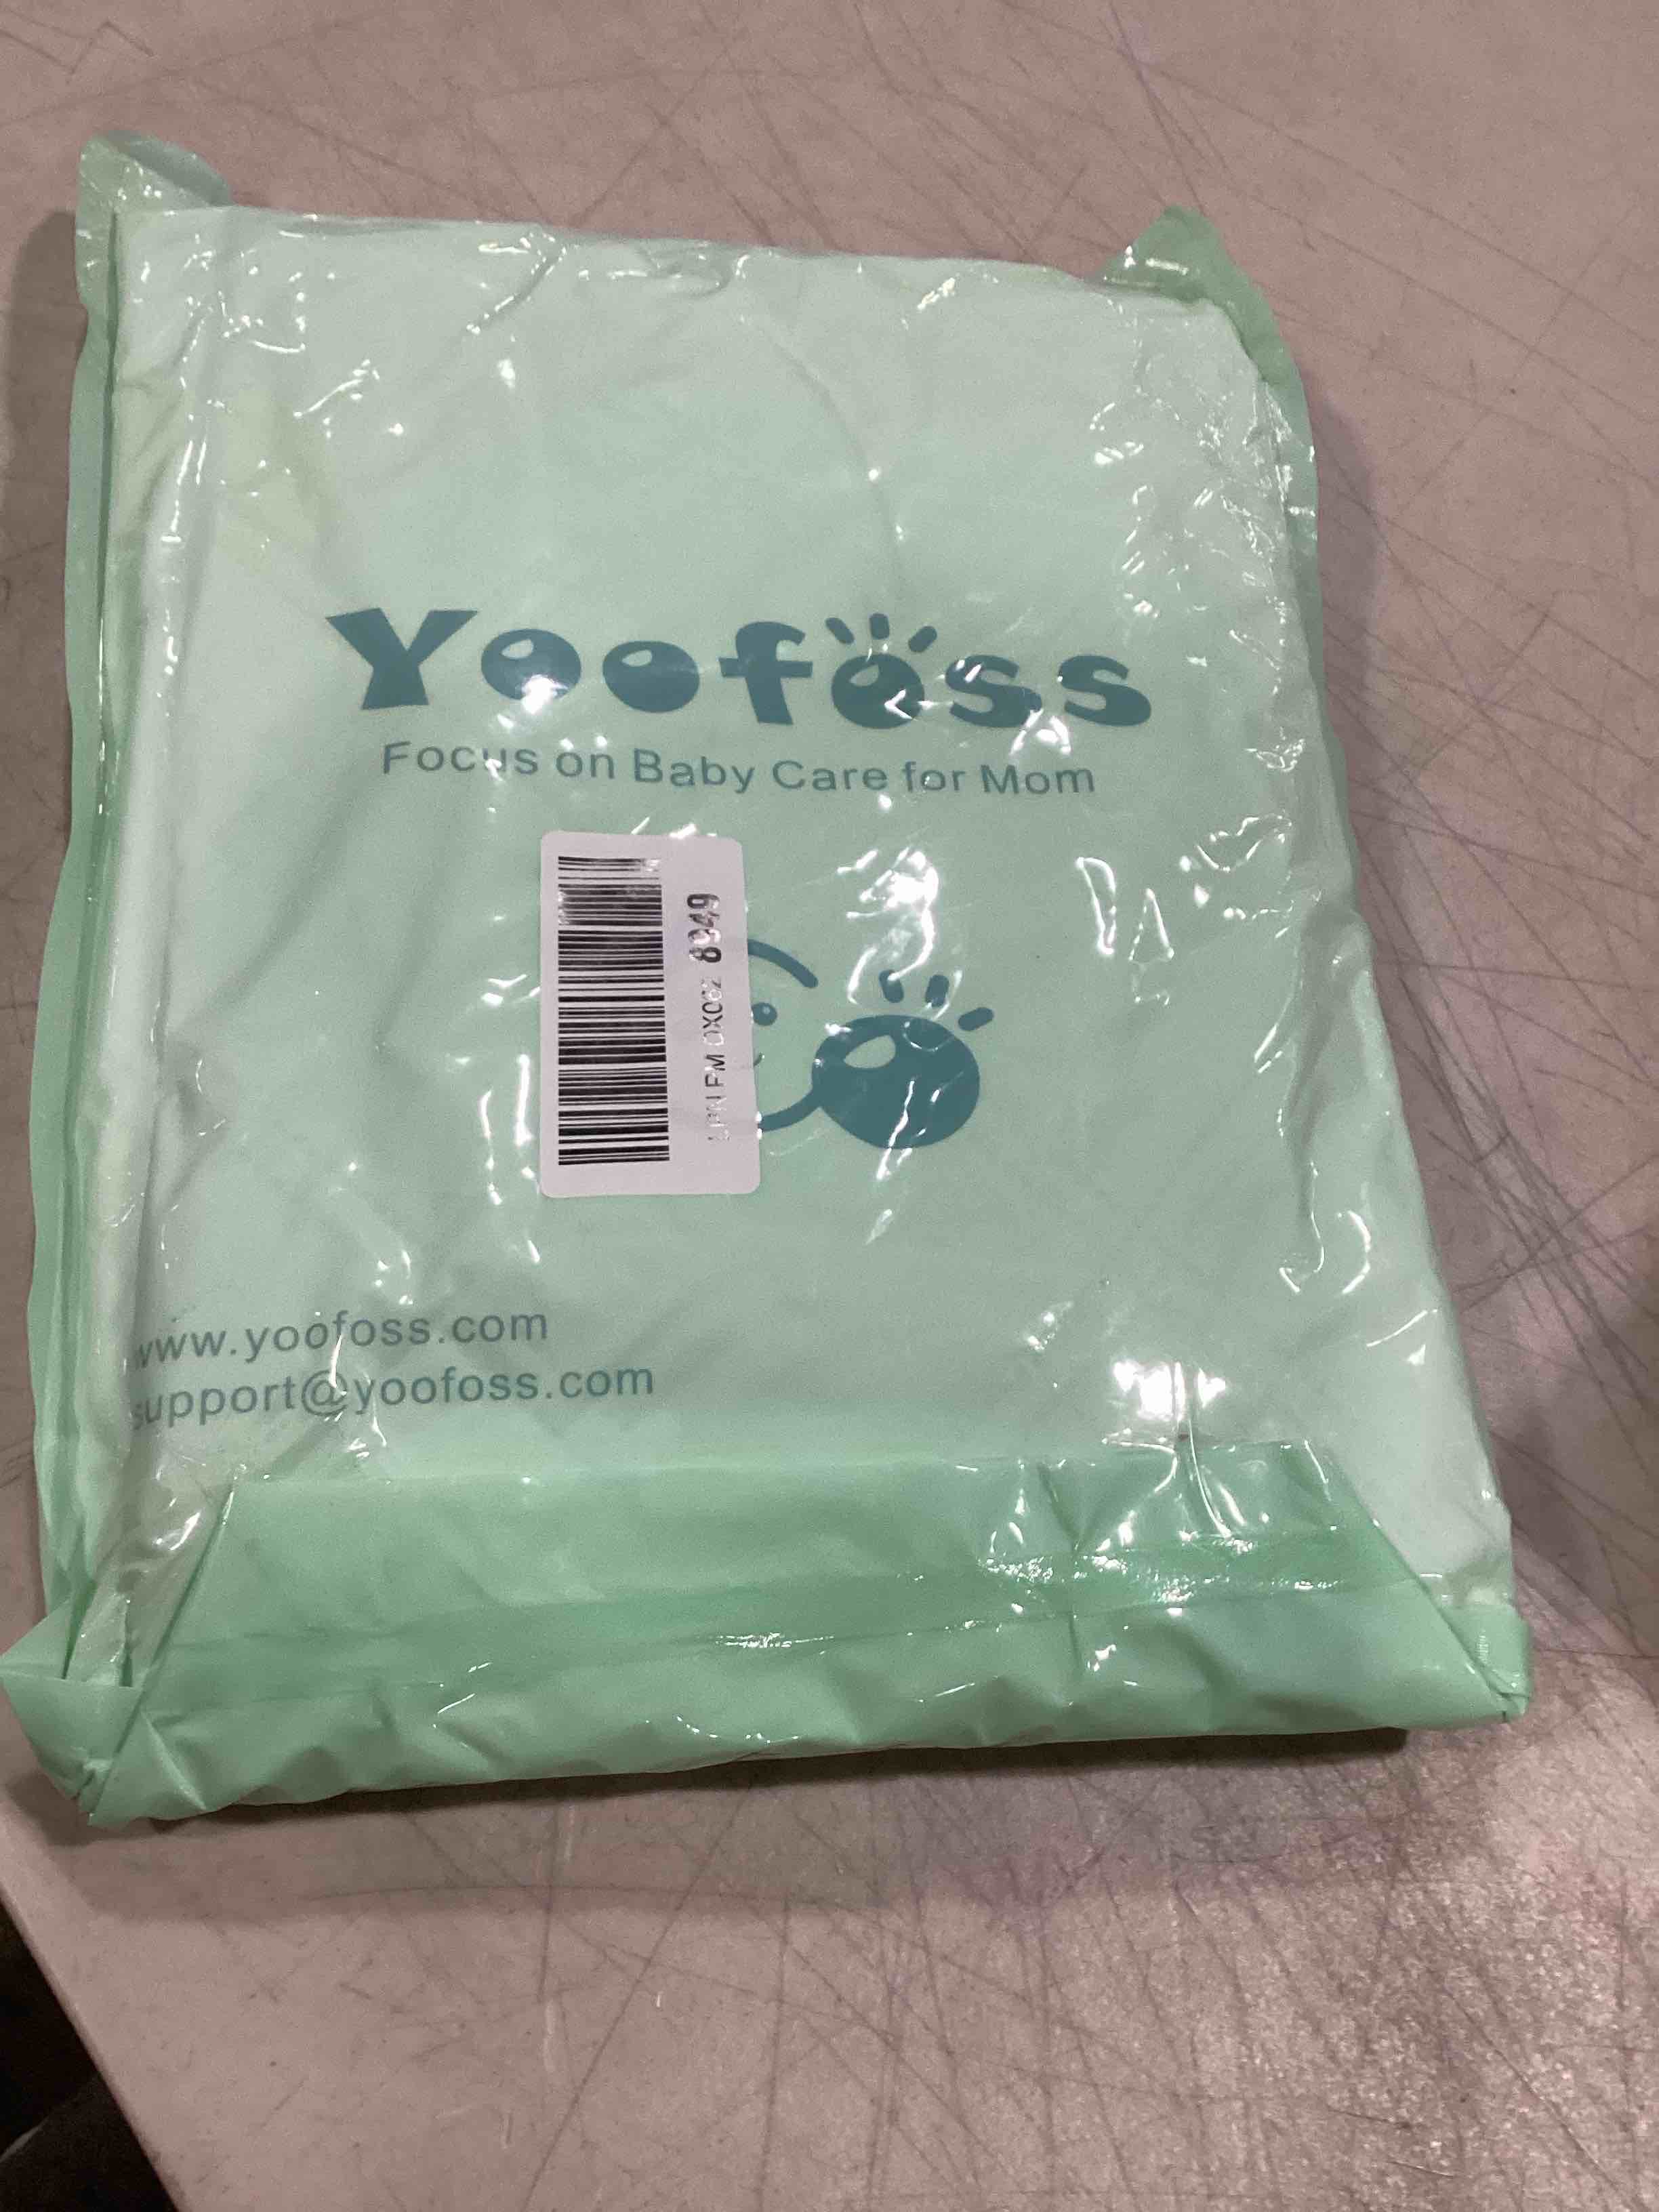 Yoofoss
Focus on Baby Care for Mom
8949
www.yoofoss.com
support@yoofoss.com